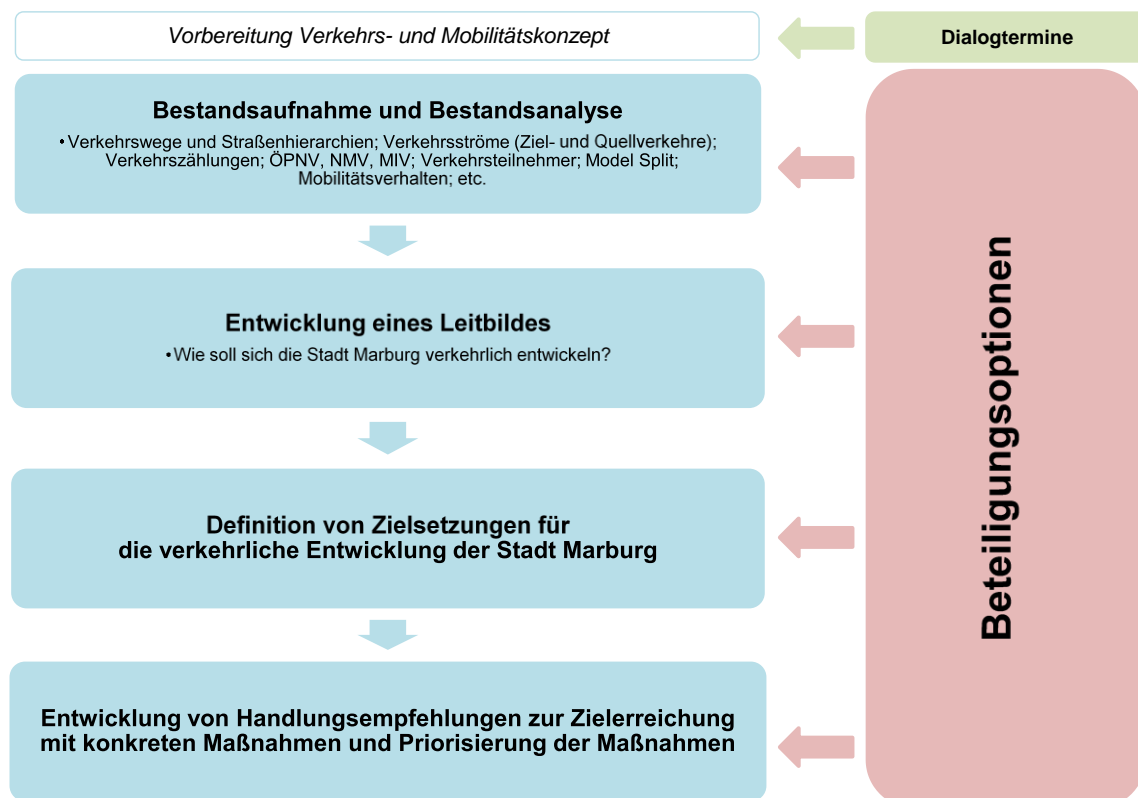 Vorbereitung Verkehrs- und Mobilitätskonzept
Dialogtermine
Bestandsaufnahme und Bestandsanalyse
• Verkehrswege und Straßenhierarchien; Verkehrsströme (Ziel- und Quellverkehre);
Verkehrszählungen; ÖPNV, NMV, MIV; Verkehrsteilnehmer; Model Split;
Mobilitätsverhalten; etc.
Entwicklung eines Leitbildes
• Wie soll sich die Stadt Marburg verkehrlich entwickeln?
Definition von Zielsetzungen für
die verkehrliche Entwicklung der Stadt Marburg
Entwicklung von Handlungsempfehlungen zur Zielerreichung
mit konkreten Maßnahmen und Priorisierung der Maßnahmen
Beteiligungsoptionen